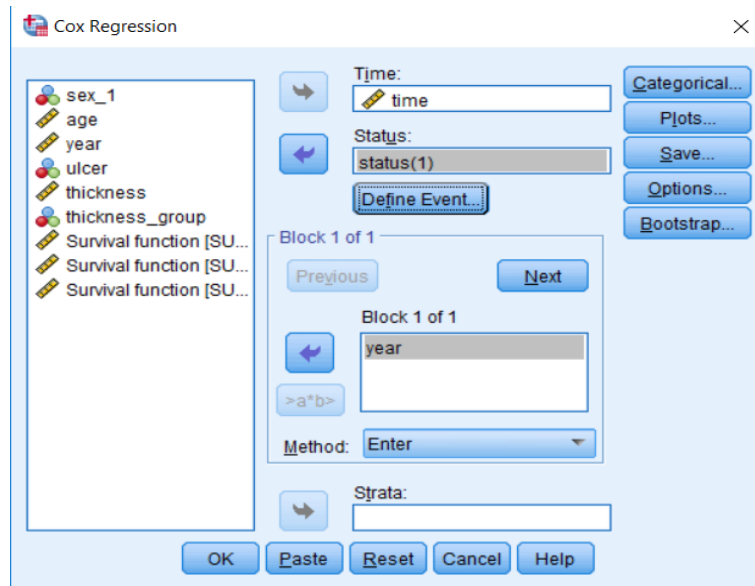 Cox Regression
sex_1
age
year
ulcer
thickness
thickness_group
Survival function [SU...
Survival function [SU...
Survival function [SU...
Time:
time
Status:
status(1)
Define Event...
Block 1 of 1
Previous
Next
Block 1 of 1
year
>a*b>
Method:
Enter
Strata:
Categorical...
Plots...
Save...
Options...
Bootstrap...
OK
Paste
Reset
Cancel
Help